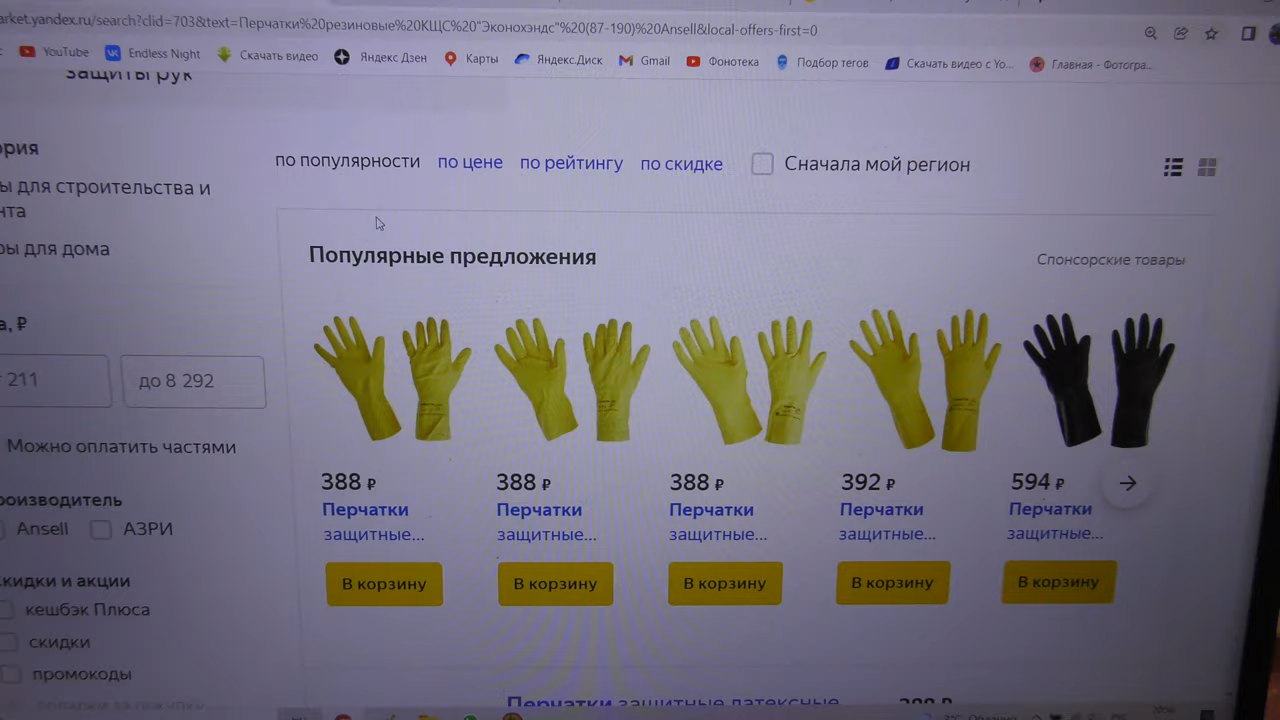 arket.yandex.ru/search?clid=703&text=Перчатки%20резиновые%20КЩС%20"Эконохэндс"%20(87-190)%20Ansell&local-offers-first=0
YouTube Endless Night Скачать видео Яндекс Дзен Карты Яндекс.Диск Gmail Фонотека Подбор тегов Скачать видео с Yo... Главная - Фотогра...
защиты рук
ория
ы для строительства и
нта
ры для дома
а, ₽
211 до 8 292
Можно оплатить частями
роизводитель
Ansell АЗРИ
кидки и акции
кешбэк Плюса
скидки
промокоды
по популярности по цене по рейтингу по скидке Сначала мой регион
Популярные предложения Спонсорские товары
388 ₽ 388 ₽ 388 ₽ 392 ₽ 594 ₽
Перчатки Перчатки Перчатки Перчатки Перчатки
защитные... защитные... защитные... защитные... защитные...
В корзину В корзину В корзину В корзину В корзину
Перчатки защитные латексные